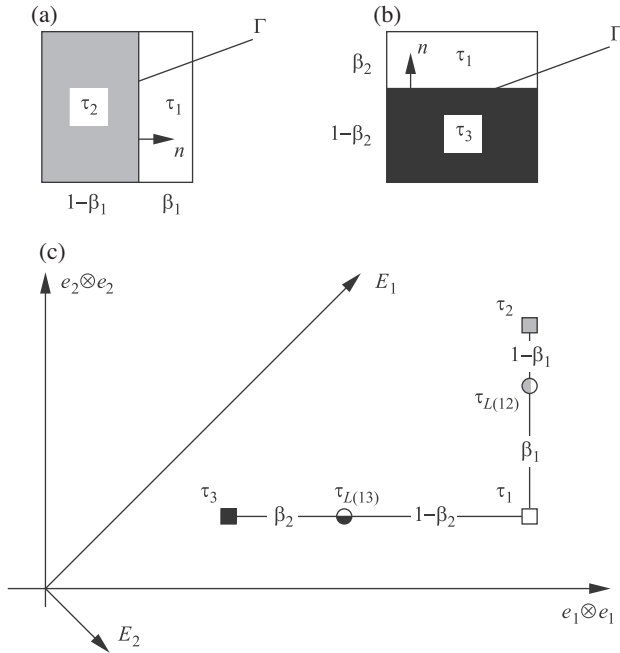 (a)
Γ
τ2
τ1
n
1–β1
β1
(b)
Γ
β2
n
τ1
1–β2
τ3
(c)
e2⊗e2
E1
τ2
1–β1
τL(12)
β1
τ3
τL(13)
τ1
β2
1–β2
e1⊗e1
E2